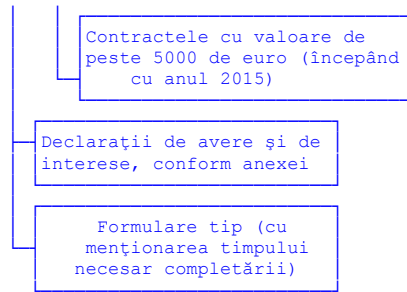 Contractele cu valoare de
peste 5000 de euro (începând
cu anul 2015)
Declaraţii de avere şi de
interese, conform anexei
Formulare tip (cu
menţionarea timpului
necesar completării)